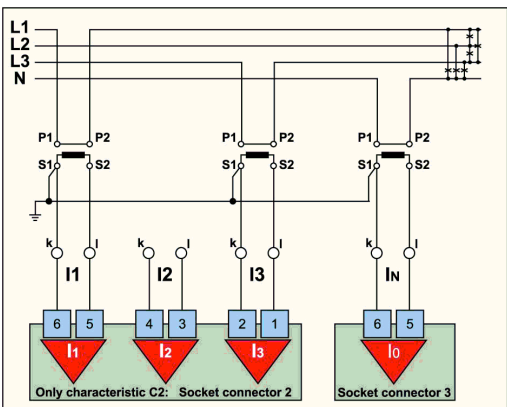 L1
L2
L3
N
P1 P2 P1 P2 P1 P2
S1 S2 S1 S2 S1 S2
k l k l k l k l
I1 I2 I3 IN
6 5 4 3 2 1 6 5
I1 I2 I3 I0
Only characteristic C2: Socket connector 2 Socket connector 3